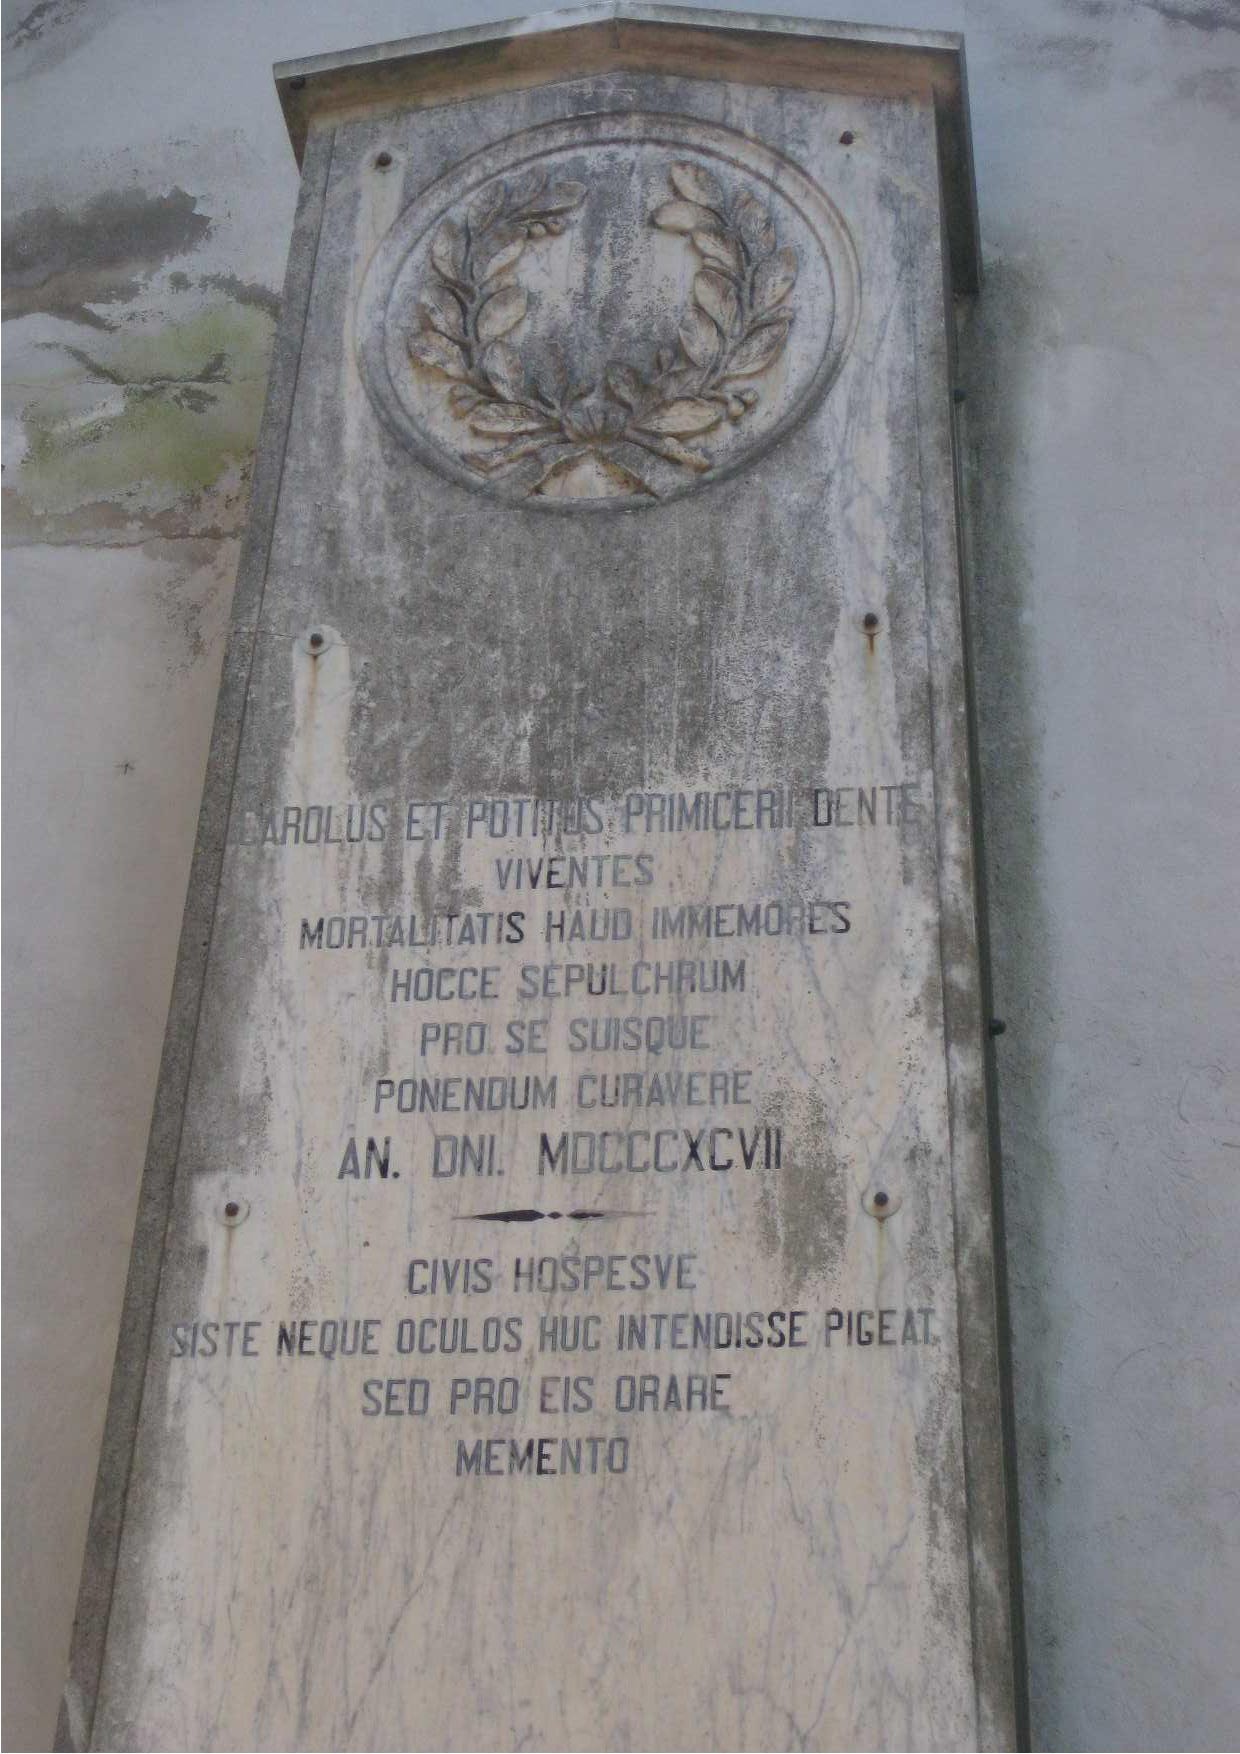 CAROLUS ET POTITUS PRIMICERII DENTE
VIVENTES
MORTALITATIS HAUD IMMEMORES
HOCCE SEPULCHRUM
PRO SE SUISQUE
PONENDUM CURAVERE
AN. DNI. MDCCCXCVII
CIVIS HOSPESVE
SISTE NEQUE OCULOS HUC INTENDISSE PIGEAT,
SED PRO EIS ORARE
MEMENTO